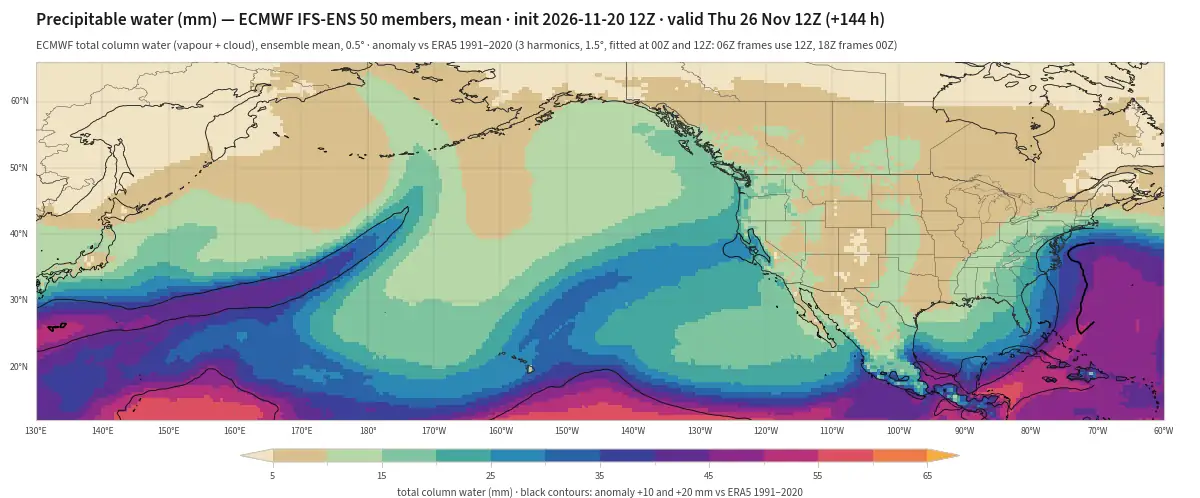 Precipitable water (mm) — ECMWF IFS-ENS 50 members, mean · init 2026-11-20 12Z · valid Thu 26 Nov 12Z (+144 h)
ECMWF total column water (vapour + cloud), ensemble mean, 0.5° · anomaly vs ERA5 1991–2020 (3 harmonics, 1.5°, fitted at 00Z and 12Z: 06Z frames use 12Z, 18Z frames 00Z)
60°N
50°N
40°N
30°N
20°N
130°E 140°E 150°E 160°E 170°E 180° 170°W 160°W 150°W 140°W 130°W 120°W 110°W 100°W 90°W 80°W 70°W 60°W
5 15 25 35 45 55 65
total column water (mm) · black contours: anomaly +10 and +20 mm vs ERA5 1991–2020